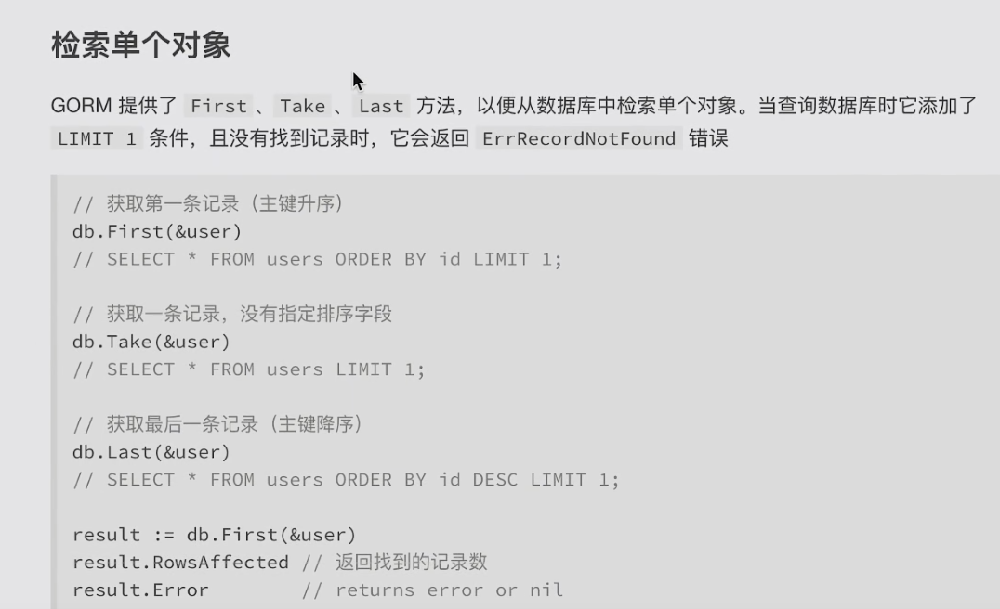 检索单个对象
GORM 提供了 First 、 Take 、 Last 方法，以便从数据库中检索单个对象。当查询数据库时它添加了
LIMIT 1 条件，且没有找到记录时，它会返回 ErrRecordNotFound 错误
// 获取第一条记录（主键升序）
db.First(&user)
// SELECT * FROM users ORDER BY id LIMIT 1;
// 获取一条记录，没有指定排序字段
db.Take(&user)
// SELECT * FROM users LIMIT 1;
// 获取最后一条记录（主键降序）
db.Last(&user)
// SELECT * FROM users ORDER BY id DESC LIMIT 1;
result := db.First(&user)
result.RowsAffected // 返回找到的记录数
result.Error // returns error or nil